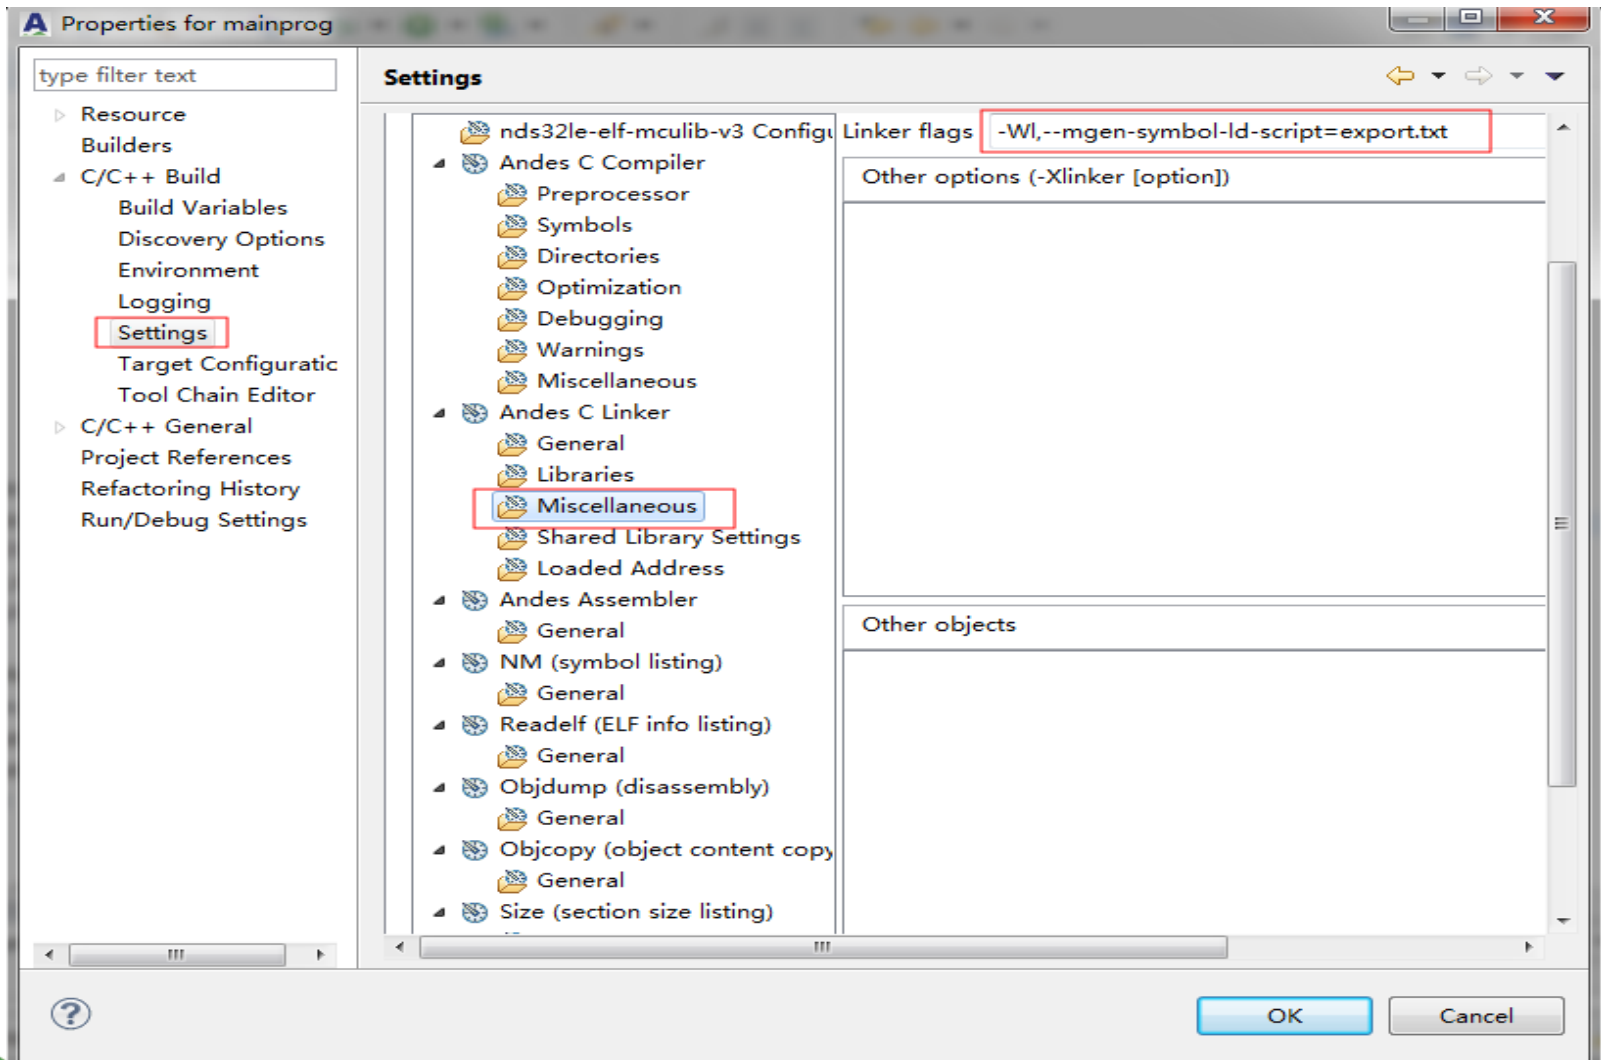 Properties for mainprog
type filter text
Resource
Builders
C/C++ Build
Build Variables
Discovery Options
Environment
Logging
Settings
Target Configuratic
Tool Chain Editor
C/C++ General
Project References
Refactoring History
Run/Debug Settings
Settings
nds32le-elf-mculib-v3 Configu
Andes C Compiler
Preprocessor
Symbols
Directories
Optimization
Debugging
Warnings
Miscellaneous
Andes C Linker
General
Libraries
Miscellaneous
Shared Library Settings
Loaded Address
Andes Assembler
General
NM (symbol listing)
General
Readelf (ELF info listing)
General
Objdump (disassembly)
General
Objcopy (object content copy
General
Size (section size listing)
Linker flags -Wl,--mgen-symbol-ld-script=export.txt
Other options (-Xlinker [option])
Other objects
OK Cancel